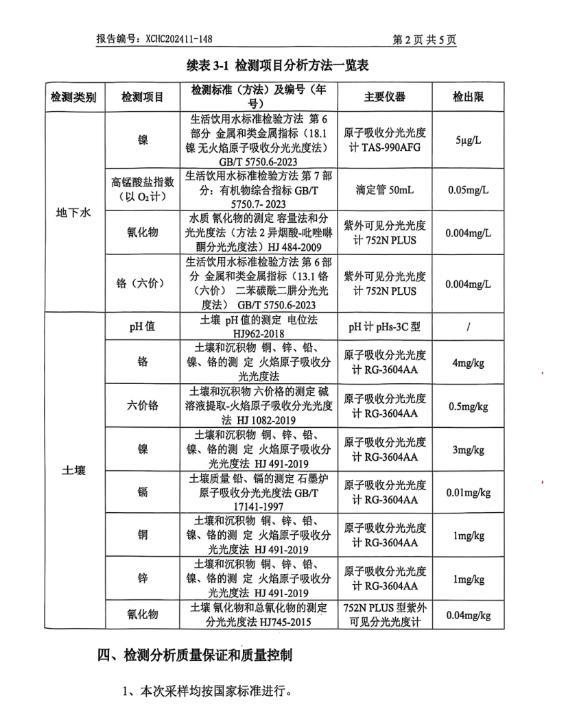 报告编号：XCHC202411-148
第 2 页 共 5 页
续表 3-1 检测项目分析方法一览表
检测类别
检测项目
检测标准（方法）及编号（年
号）
主要仪器
检出限
地下水
镍
生活饮用水标准检验方法 第 6
部分 金属和类金属指标（18.1
镍 无火焰原子吸收分光光度法）
GB/T 5750.6-2023
原子吸收分光光度
计 TAS-990AFG
5μg/L
高锰酸盐指数
（以 O₂计）
生活饮用水标准检验方法 第 7 部
分：有机物综合指标 GB/T
5750.7- 2023
滴定管 50mL
0.05mg/L
氰化物
水质 氰化物的测定 容量法和分
光光度法（方法 2 异烟酸-吡唑啉
酮分光光度法）HJ 484-2009
紫外可见分光光度
计 752N PLUS
0.004mg/L
铬（六价）
生活饮用水标准检验方法 第 6 部
分 金属和类金属指标（13.1 铬
（六价） 二苯碳酰二肼分光光
度法） GB/T 5750.6-2023
紫外可见分光光度
计 752N PLUS
0.004mg/L
土壤
pH 值
土壤 pH 值的测定 电位法
HJ962-2018
pH 计 pHs-3C 型
/
铬
土壤和沉积物 铜、锌、铅、
镍、铬的测 定 火焰原子吸收分
光光度法
原子吸收分光光度
计 RG-3604AA
4mg/kg
六价铬
土壤和沉积物 六价铬的测定 碱
溶液提取-火焰原子吸收分光光度
法 HJ 1082-2019
原子吸收分光光度
计 RG-3604AA
0.5mg/kg
镍
土壤和沉积物 铜、锌、铅、
镍、铬的测 定 火焰原子吸收分
光光度法 HJ 491-2019
原子吸收分光光度
计 RG-3604AA
3mg/kg
镉
土壤质量 铅、镉的测定 石墨炉
原子吸收分光光度法 GB/T
17141-1997
原子吸收分光光度
计 RG-3604AA
0.01mg/kg
铜
土壤和沉积物 铜、锌、铅、
镍、铬的测 定 火焰原子吸收分
光光度法 HJ 491-2019
原子吸收分光光度
计 RG-3604AA
1mg/kg
锌
土壤和沉积物 铜、锌、铅、
镍、铬的测 定 火焰原子吸收分
光光度法 HJ 491-2019
原子吸收分光光度
计 RG-3604AA
1mg/kg
氰化物
土壤 氰化物和总氰化物的测定
分光光度法 HJ745-2015
752N PLUS 型紫外
可见分光光度计
0.04mg/kg
四、检测分析质量保证和质量控制
1、本次采样均按国家标准进行。